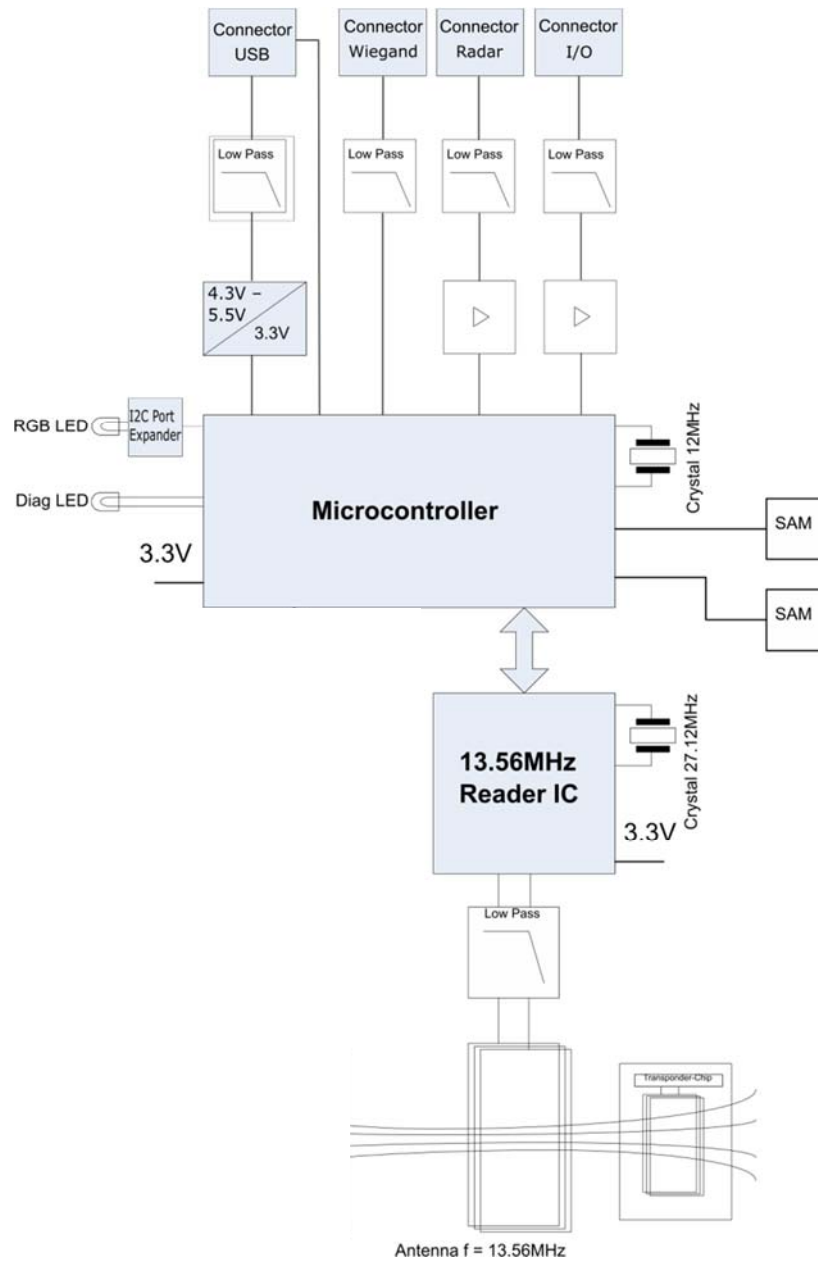 Connector
USB
Connector
Wiegand
Connector
Radar
Connector
I/O
Low Pass
Low Pass
Low Pass
Low Pass
4.3V –
5.5V
3.3V
RGB LED
I2C Port
Expander
Crystal 12MHz
Diag LED
Microcontroller
SAM
3.3V
SAM
13.56MHz
Reader IC
Crystal 27.12MHz
3.3V
Low Pass
Transponder-Chip
Antenna f = 13.56MHz